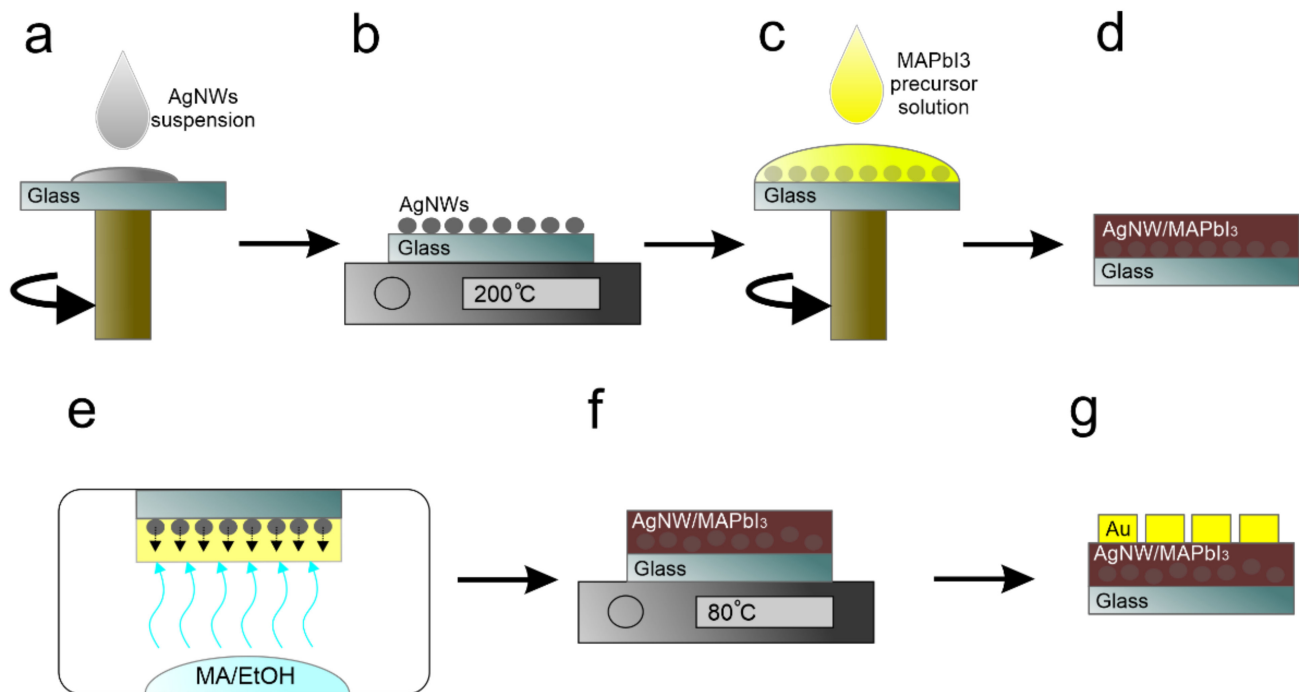 a
AgNWs
suspension
Glass
b
AgNWs
Glass
200°C
c
MAPbI3
precursor
solution
Glass
d
AgNW/MAPbI₃
Glass
e
MA/EtOH
f
AgNW/MAPbI₃
Glass
80°C
g
Au
AgNW/MAPbI₃
Glass